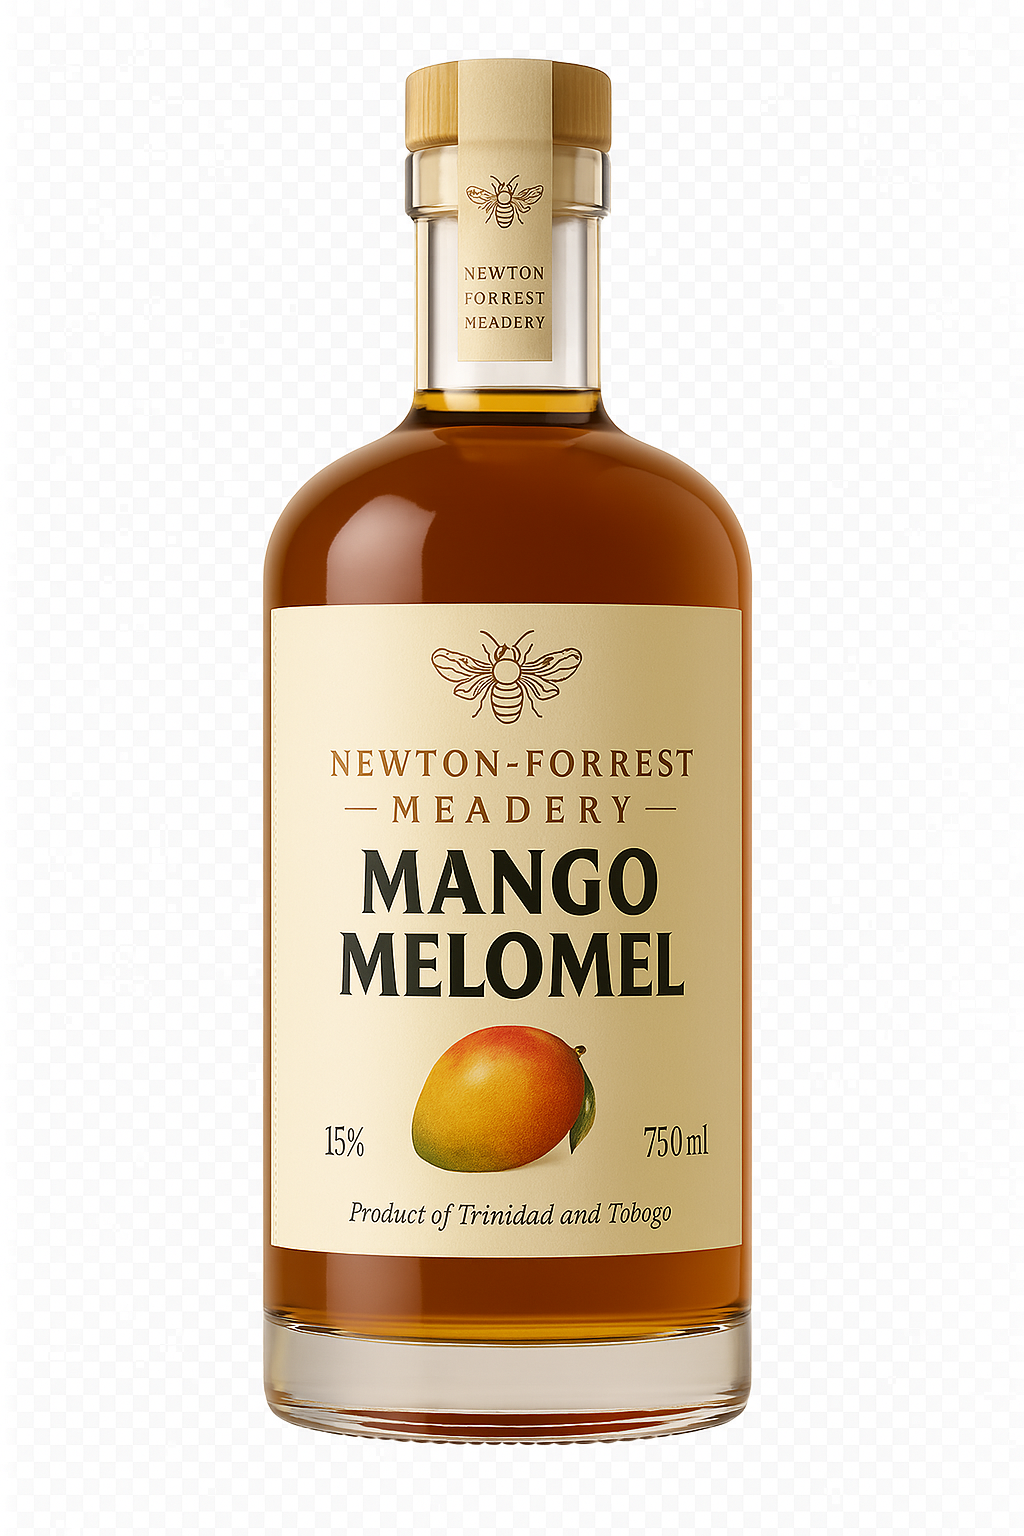 NEWTON
FORREST
MEADERY
NEWTON-FORREST
MEADERY
MANGO
MELOMEL
15%
750 ml
Product of Trinidad and Tobogo